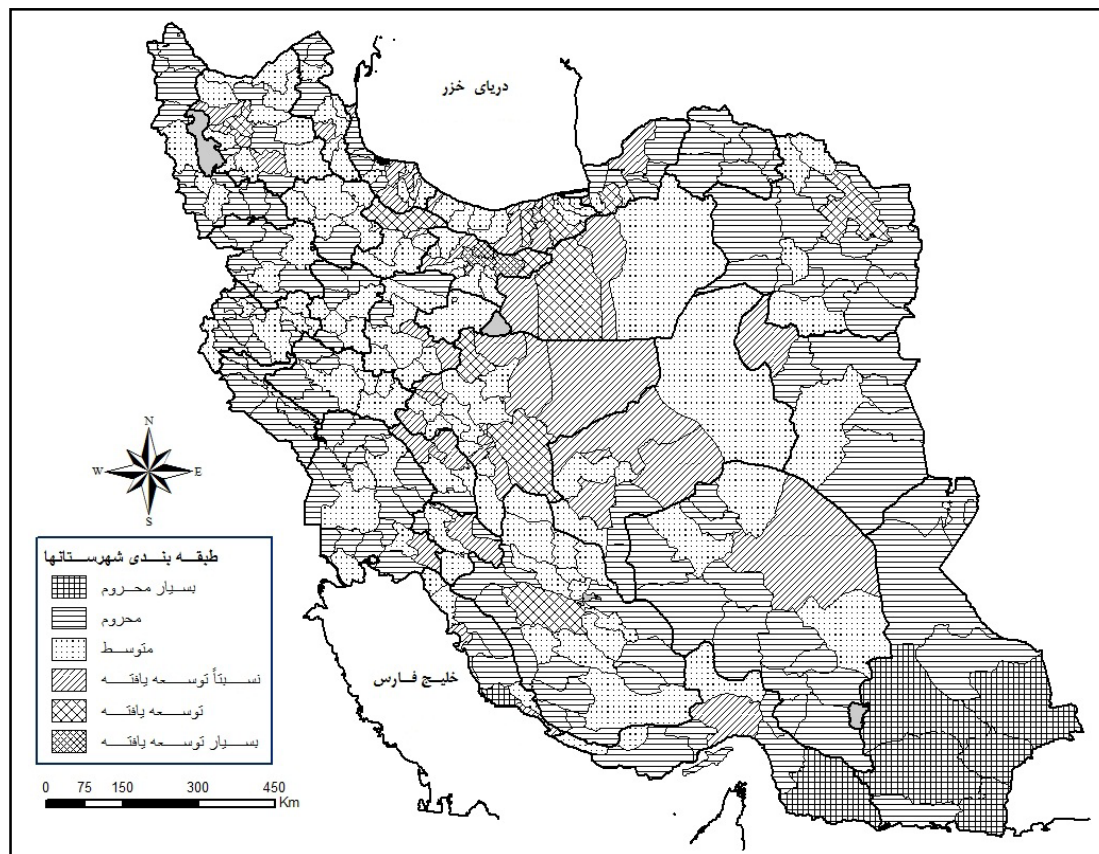 دریای خزر
N
W
E
S
طبقه بندی شهرستانها
بسیار محروم
محروم
متوسط
نسبتاً توسعه یافته
توسعه یافته
بسیار توسعه یافته
خلیج فارس
0 75 150 300 450
Km